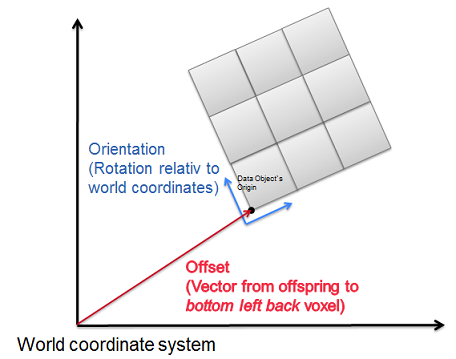 Orientation
(Rotation relativ to
world coordinates)
Data Object's
Origin
Offset
(Vector from offspring to
bottom left back voxel)
World coordinate system